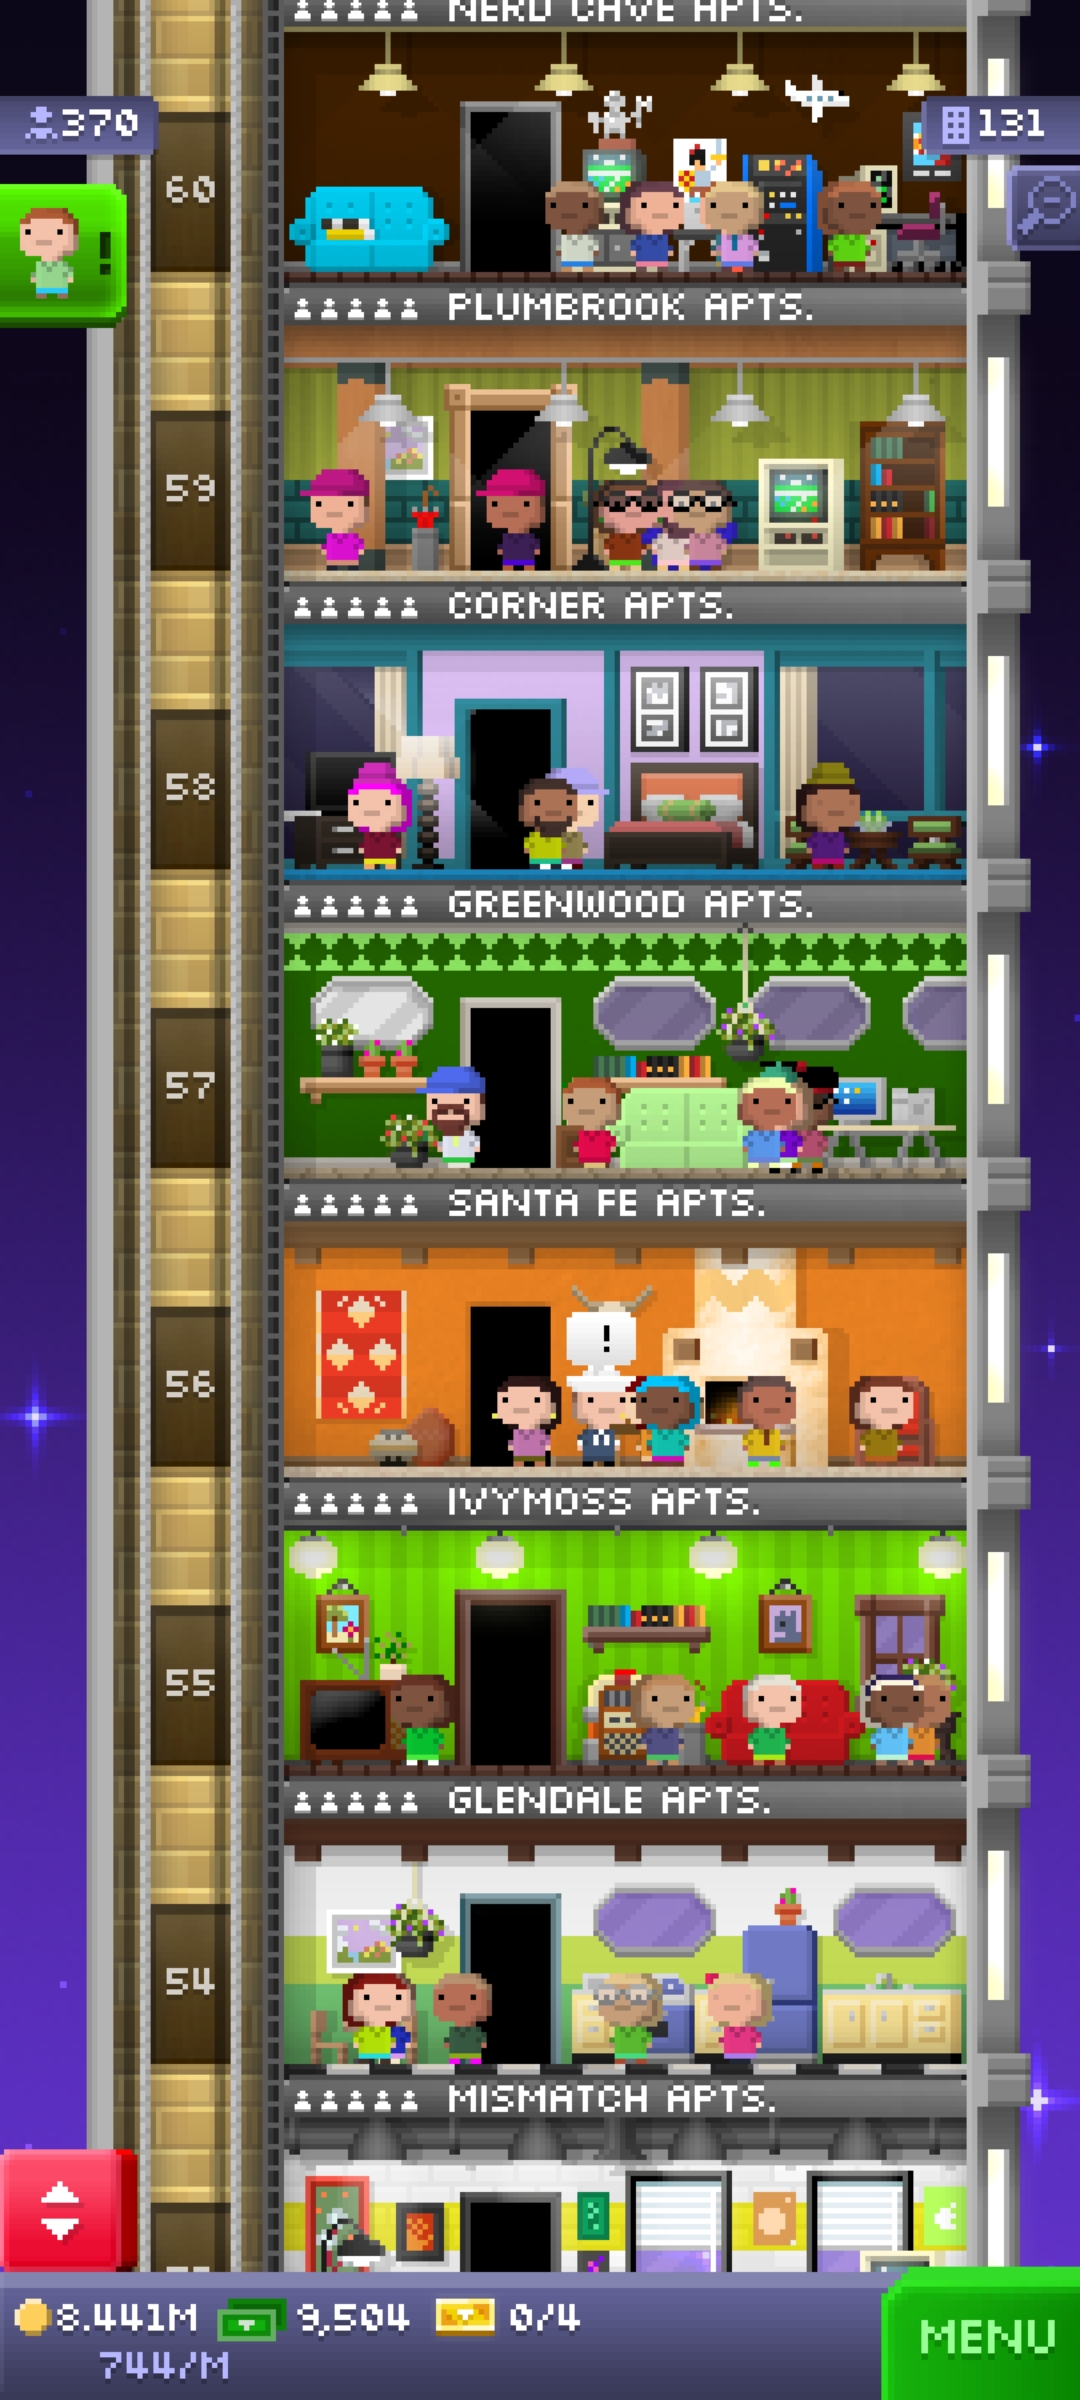 NERD CAVE APTS.
370
131
60
!
PLUMBROOK APTS.
59
CORNER APTS.
58
GREENWOOD APTS.
57
SANTA FE APTS.
!
56
IVYMOSS APTS.
55
GLENDALE APTS.
54
MISMATCH APTS.
8.441M 9,504 0/4
744/M
MENU